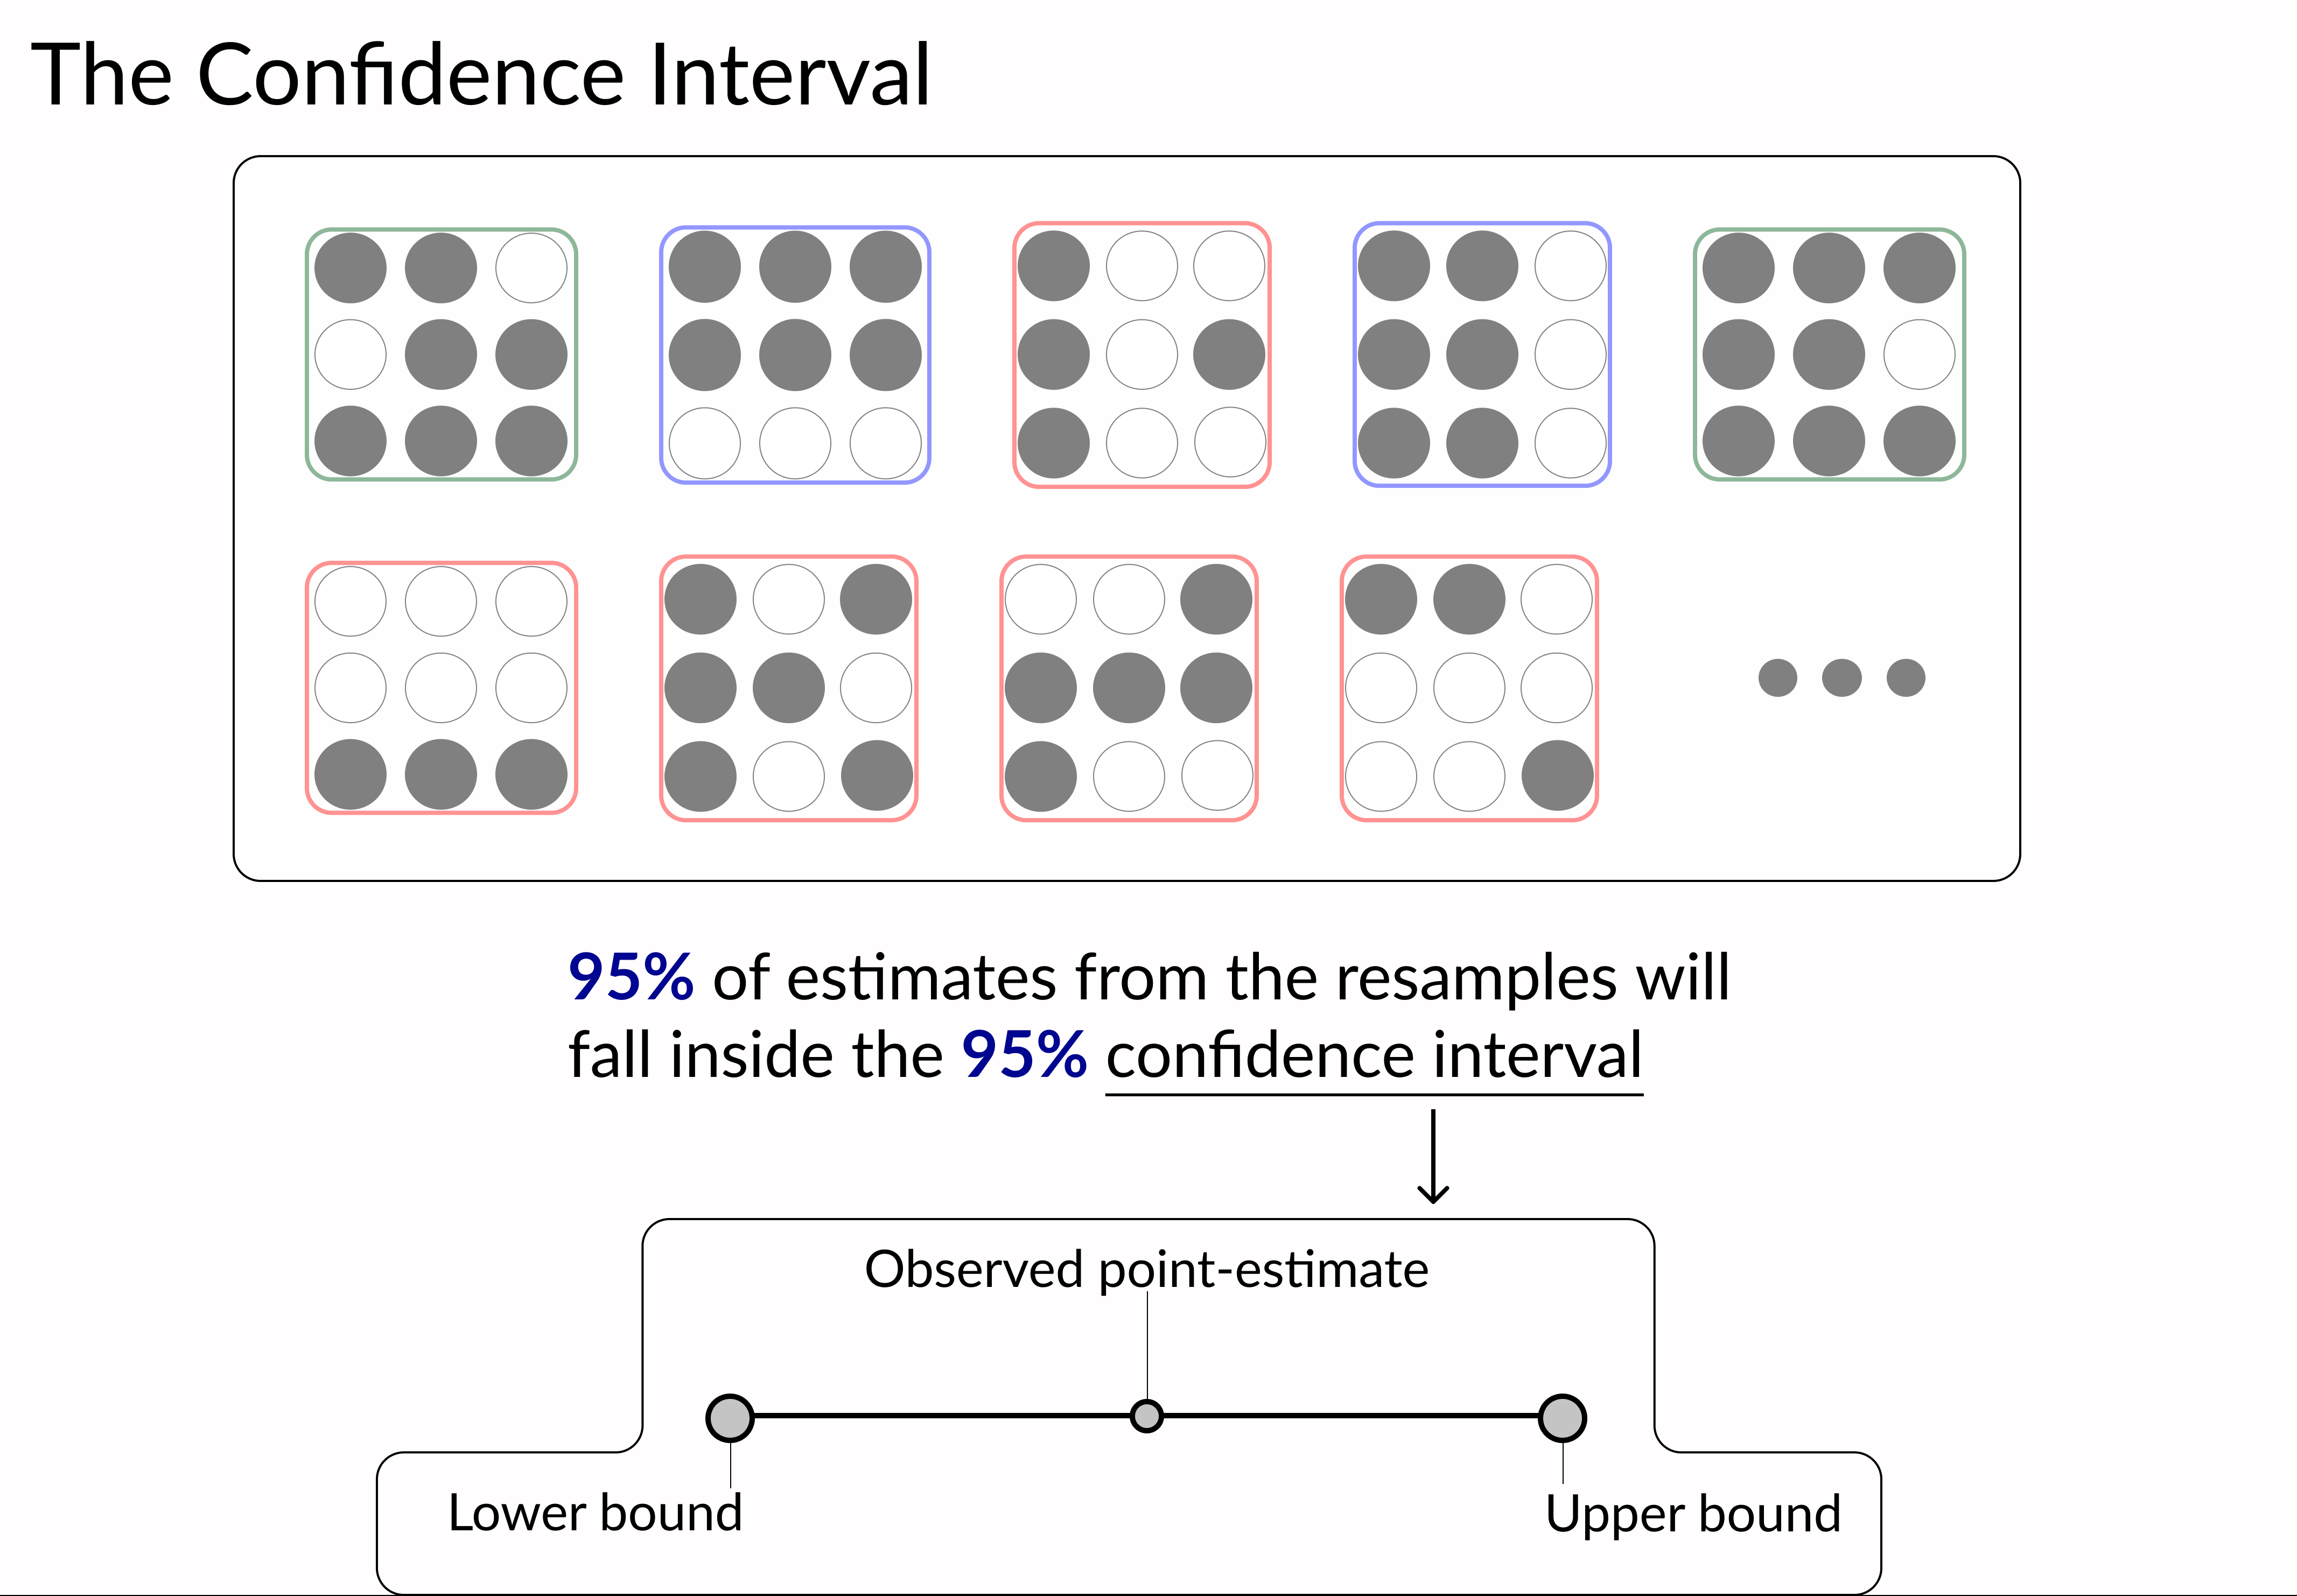 The Confidence Interval
95% of estimates from the resamples will
fall inside the 95% confidence interval
Observed point-estimate
Lower bound
Upper bound